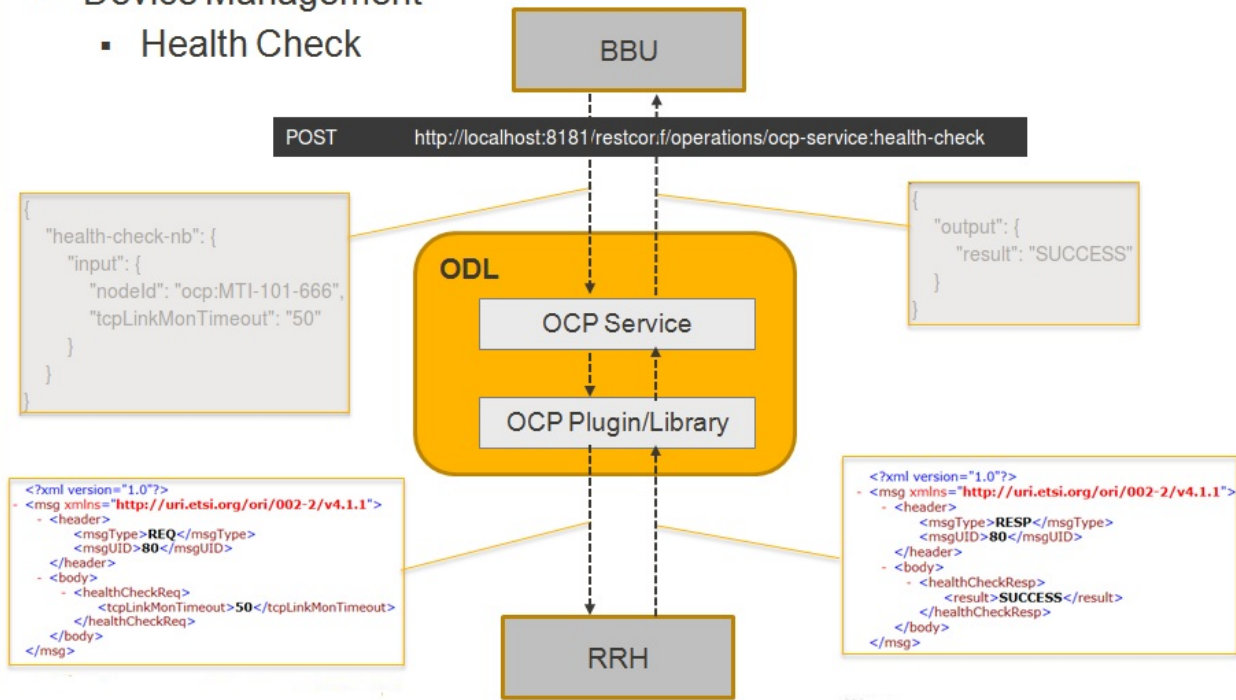 Device Management
▪ Health Check
BBU
POST http://localhost:8181/restconf/operations/ocp-service:health-check
{
"health-check-nb": {
"input": {
"nodeId": "ocp:MTI-101-666",
"tcpLinkMonTimeout": "50"
}
}
}
{
"output": {
"result": "SUCCESS"
}
}
ODL
OCP Service
OCP Plugin/Library
<?xml version="1.0"?>
- <msg xmlns="http://uri.etsi.org/ori/002-2/v4.1.1">
- <header>
<msgType>REQ</msgType>
<msgUID>80</msgUID>
</header>
- <body>
- <healthCheckReq>
<tcpLinkMonTimeout>50</tcpLinkMonTimeout>
</healthCheckReq>
</body>
</msg>
<?xml version="1.0"?>
- <msg xmlns="http://uri.etsi.org/ori/002-2/v4.1.1">
- <header>
<msgType>RESP</msgType>
<msgUID>80</msgUID>
</header>
- <body>
- <healthCheckResp>
<result>SUCCESS</result>
</healthCheckResp>
</body>
</msg>
RRH